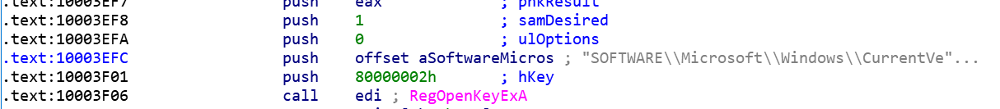 .text:10003EF7 push eax ; phkResult
.text:10003EF8 push 1 ; samDesired
.text:10003EFA push 0 ; ulOptions
.text:10003EFC push offset aSoftwareMicros ; "SOFTWARE\\Microsoft\\Windows\\CurrentVe"...
.text:10003F01 push 80000002h ; hKey
.text:10003F06 call edi ; RegOpenKeyExA